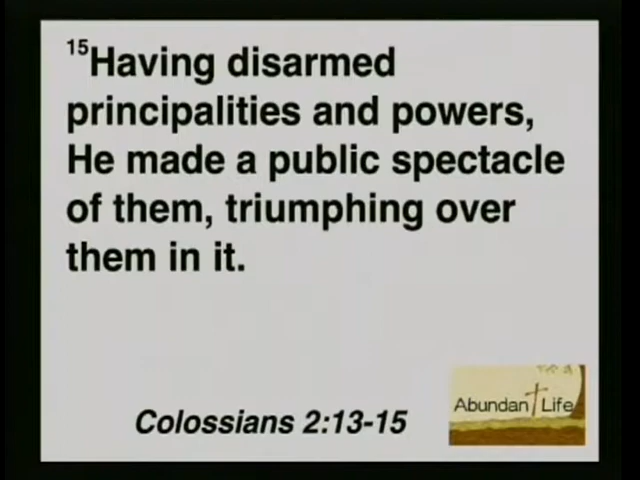 15Having disarmed
principalities and powers,
He made a public spectacle
of them, triumphing over
them in it.
Colossians 2:13-15
Abundant Life